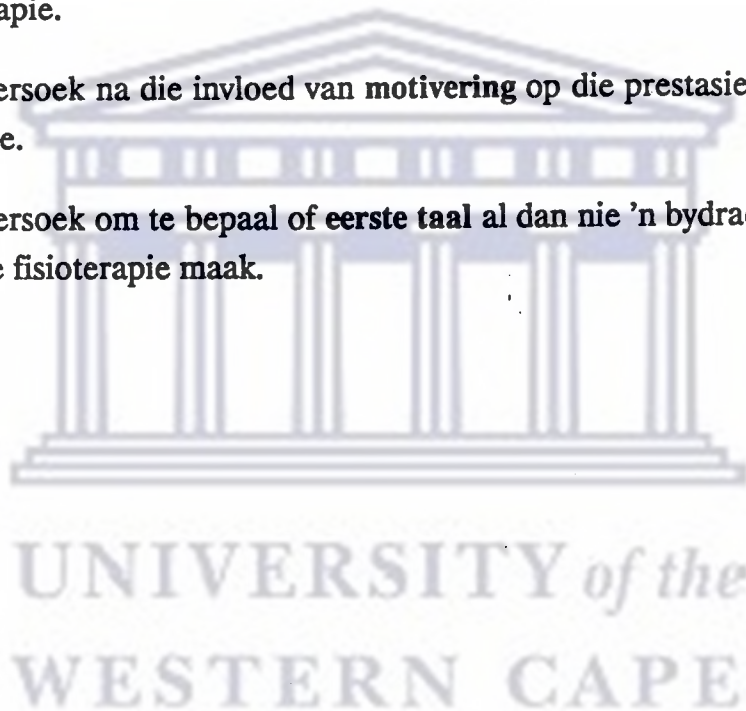 apie.
ersoek na die invloed van motivering op die prestasie
e.
ersoek om te bepaal of eerste taal al dan nie 'n bydra
e fisioterapie maak.
UNIVERSITY of the
WESTERN CAPE